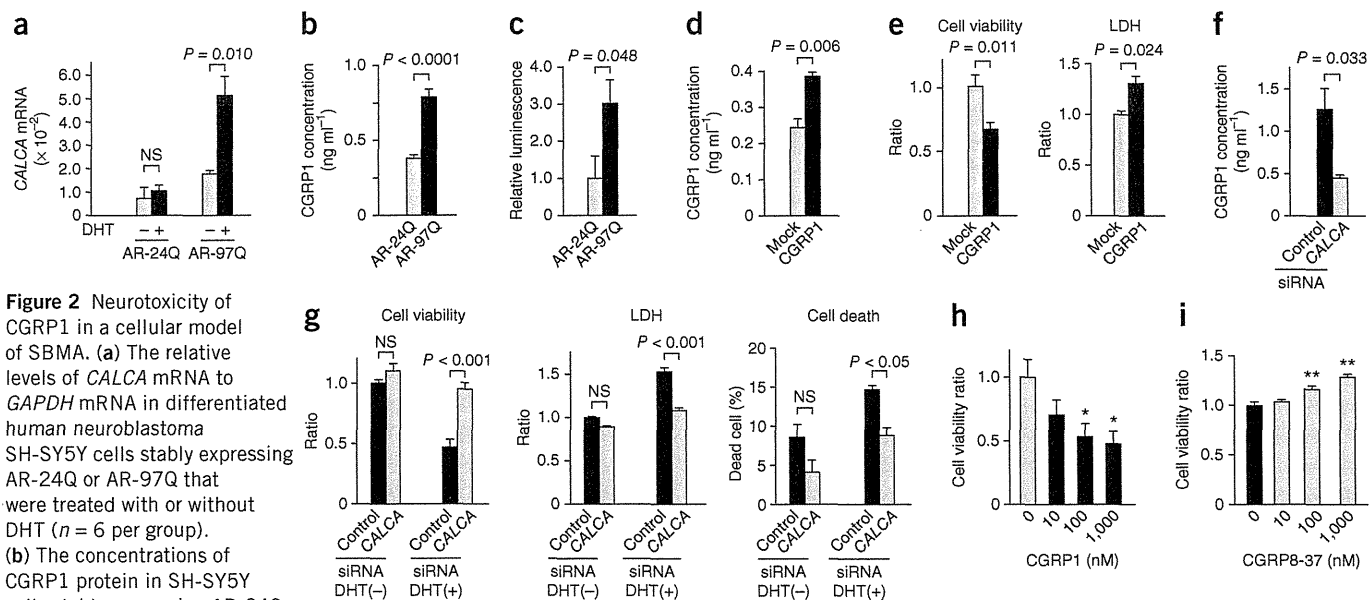 a
P = 0.010
CALCA mRNA
(× 10⁻²)
6.0
5.0
4.0
3.0
2.0
1.0
0
NS
DHT
– + – +
AR-24Q AR-97Q
b
P < 0.0001
CGRP1 concentration
(ng ml⁻¹)
1.0
0.5
0
AR-24Q
AR-97Q
c
P = 0.048
Relative luminescence
4.0
3.0
2.0
1.0
0
AR-24Q
AR-97Q
d
P = 0.006
CGRP1 concentration
(ng ml⁻¹)
0.4
0.3
0.2
0.1
0
Mock
CGRP1
e
Cell viability
P = 0.011
Ratio
1.0
0.5
0
Mock
CGRP1
LDH
P = 0.024
Ratio
1.5
1.0
0.5
Mock
CGRP1
f
P = 0.033
CGRP1 concentration
(ng ml⁻¹)
1.5
1.0
0.5
0
Control
CALCA
siRNA
Figure 2 Neurotoxicity of
CGRP1 in a cellular model
of SBMA. (a) The relative
levels of CALCA mRNA to
GAPDH mRNA in differentiated
human neuroblastoma
SH-SY5Y cells stably expressing
AR-24Q or AR-97Q that
were treated with or without
DHT (n = 6 per group).
(b) The concentrations of
CGRP1 protein in SH-SY5Y
g
Cell viability
NS
P < 0.001
Ratio
1.0
0.5
0
Control
CALCA
Control
CALCA
siRNA siRNA
DHT(–) DHT(+)
LDH
P < 0.001
NS
Ratio
1.5
1.0
0.5
Control
CALCA
Control
CALCA
siRNA siRNA
DHT(–) DHT(+)
Cell death
P < 0.05
NS
Dead cell (%)
20
15
10
5
0
Control
CALCA
Control
CALCA
siRNA siRNA
DHT(–) DHT(+)
h
Cell viability ratio
1.0
0.5
0
* *
0 10 100 1,000
CGRP1 (nM)
i
Cell viability ratio
1.5
1.0
0.5
0
** **
0 10 100 1,000
CGRP8-37 (nM)